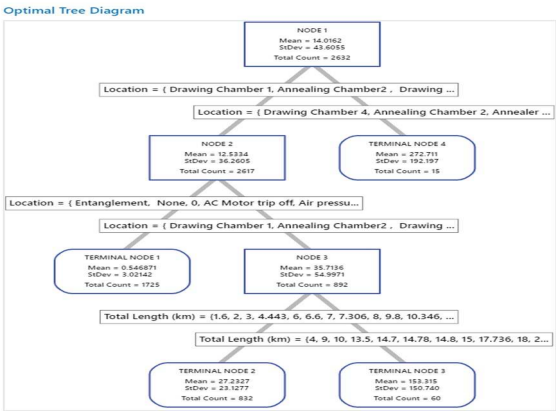 Optimal Tree Diagram
NODE 1
Mean = 14.0162
StDev = 43.6055
Total Count = 2632
Location = { Drawing Chamber 1, Annealing Chamber2 , Drawing ...
Location = { Drawing Chamber 4, Annealing Chamber 2, Annealer ...
NODE 2
Mean = 12.5334
StDev = 36.2605
Total Count = 2617
TERMINAL NODE 4
Mean = 272.711
StDev = 192.197
Total Count = 15
Location = { Entanglement, None, 0, AC Motor trip off, Air pressu...
Location = { Drawing Chamber 1, Annealing Chamber2 , Drawing ...
TERMINAL NODE 1
Mean = 0.546871
StDev = 3.02142
Total Count = 1725
NODE 3
Mean = 35.7136
StDev = 54.9971
Total Count = 892
Total Length (km) = {1.6, 2, 3, 4.443, 6, 6.6, 7, 7.306, 8, 9.8, 10.346, ...
Total Length (km) = {4, 9, 10, 13.5, 14.7, 14.78, 14.8, 15, 17.736, 18, 2...
TERMINAL NODE 2
Mean = 27.2327
StDev = 23.1277
Total Count = 832
TERMINAL NODE 3
Mean = 153.315
StDev = 150.740
Total Count = 60